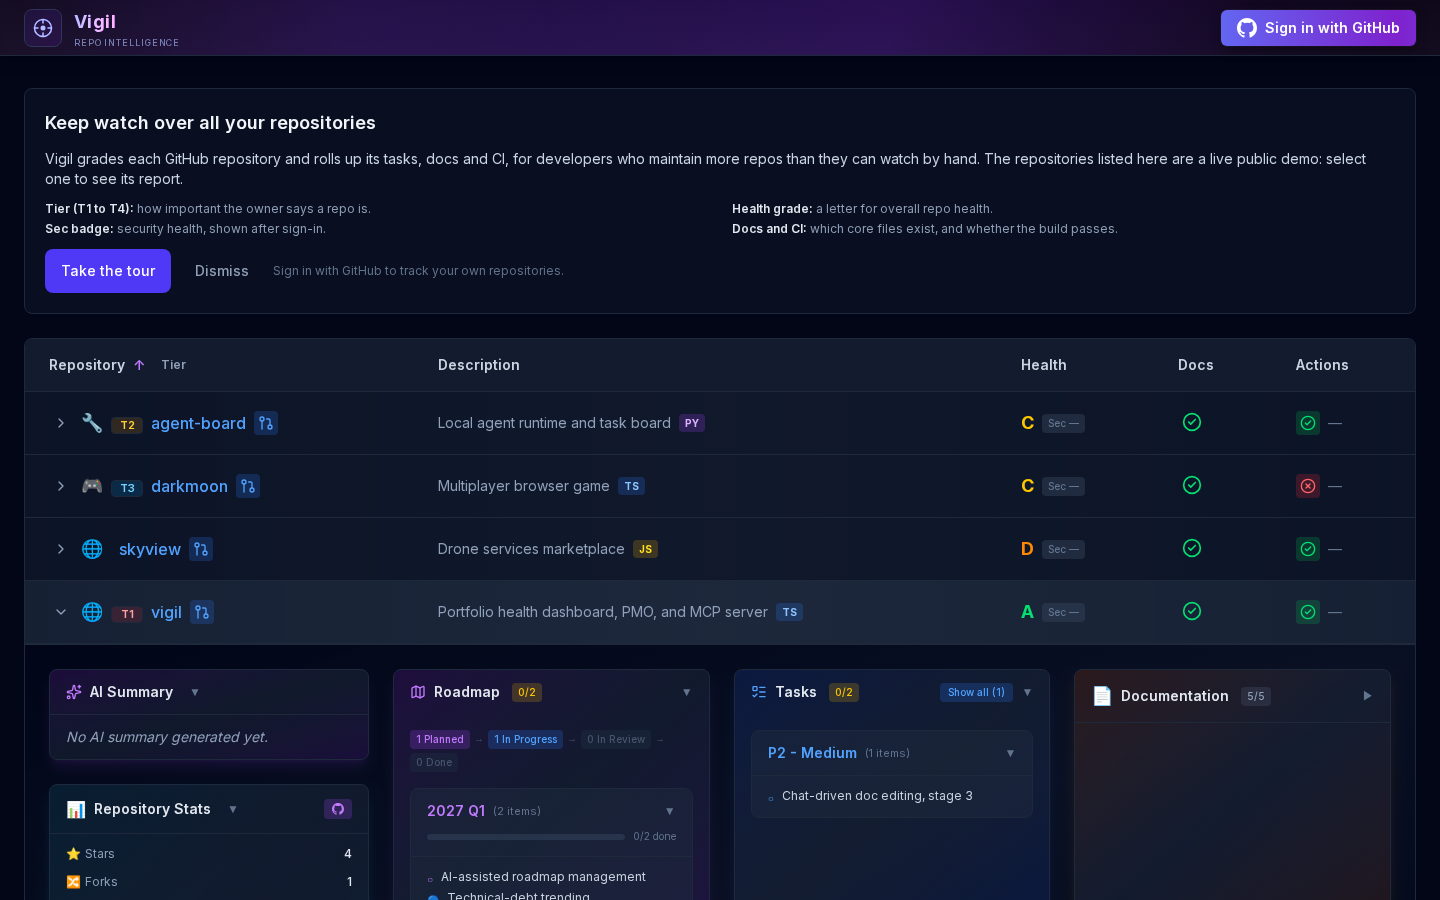 Vigil
REPO INTELLIGENCE
Sign in with GitHub
Keep watch over all your repositories
Vigil grades each GitHub repository and rolls up its tasks, docs and CI, for developers who maintain more repos than they can watch by hand. The repositories listed here are a live public demo: select
one to see its report.
Tier (T1 to T4): how important the owner says a repo is.
Health grade: a letter for overall repo health.
Sec badge: security health, shown after sign-in.
Docs and CI: which core files exist, and whether the build passes.
Take the tour Dismiss Sign in with GitHub to track your own repositories.
Repository ↑ Tier Description Health Docs Actions
T2 agent-board Local agent runtime and task board PY C Sec — —
T3 darkmoon Multiplayer browser game TS C Sec — —
skyview Drone services marketplace JS D Sec — —
T1 vigil Portfolio health dashboard, PMO, and MCP server TS A Sec — —
AI Summary
No AI summary generated yet.
Repository Stats
Stars 4
Forks 1
Roadmap 0/2
1 Planned → 1 In Progress → 0 In Review →
0 Done
2027 Q1 (2 items)
0/2 done
AI-assisted roadmap management
Technical-debt trending
Tasks 0/2 Show all (1)
P2 - Medium (1 items)
Chat-driven doc editing, stage 3
Documentation 5/5